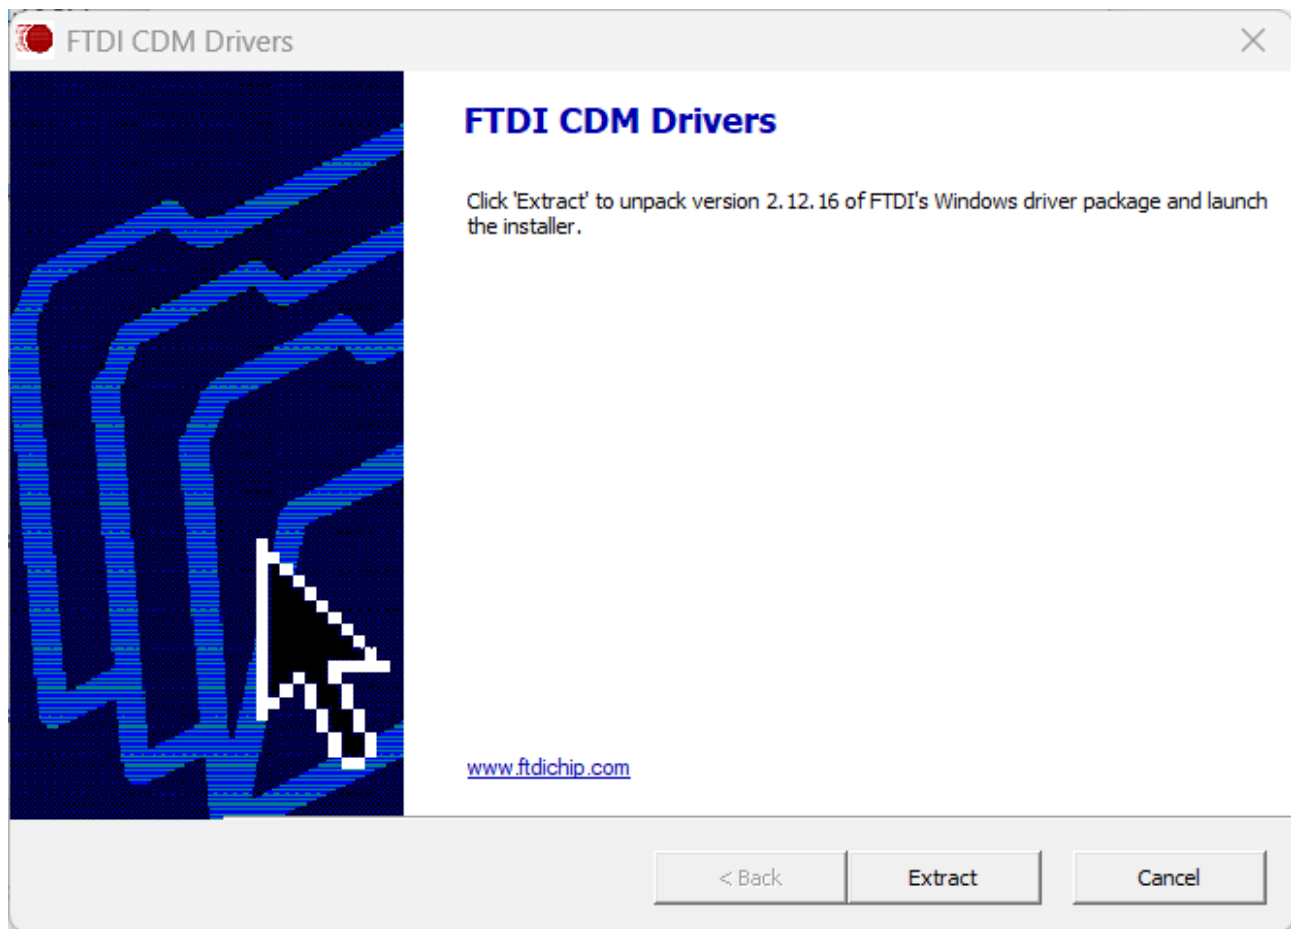 FTDI CDM Drivers
FTDI CDM Drivers
Click 'Extract' to unpack version 2.12.16 of FTDI's Windows driver package and launch
the installer.
www.ftdichip.com
< Back
Extract
Cancel